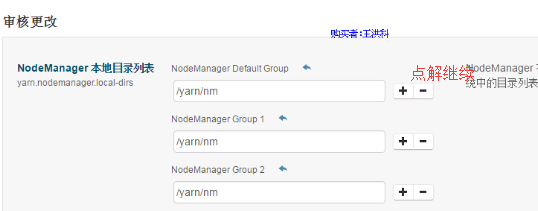 审核更改
购买者:王洪科
NodeManager 本地目录列表
yarn.nodemanager.local-dirs
NodeManager Default Group
/yarn/nm
点解继续
NodeManager
统中的目录列表
NodeManager Group 1
/yarn/nm
NodeManager Group 2
/yarn/nm